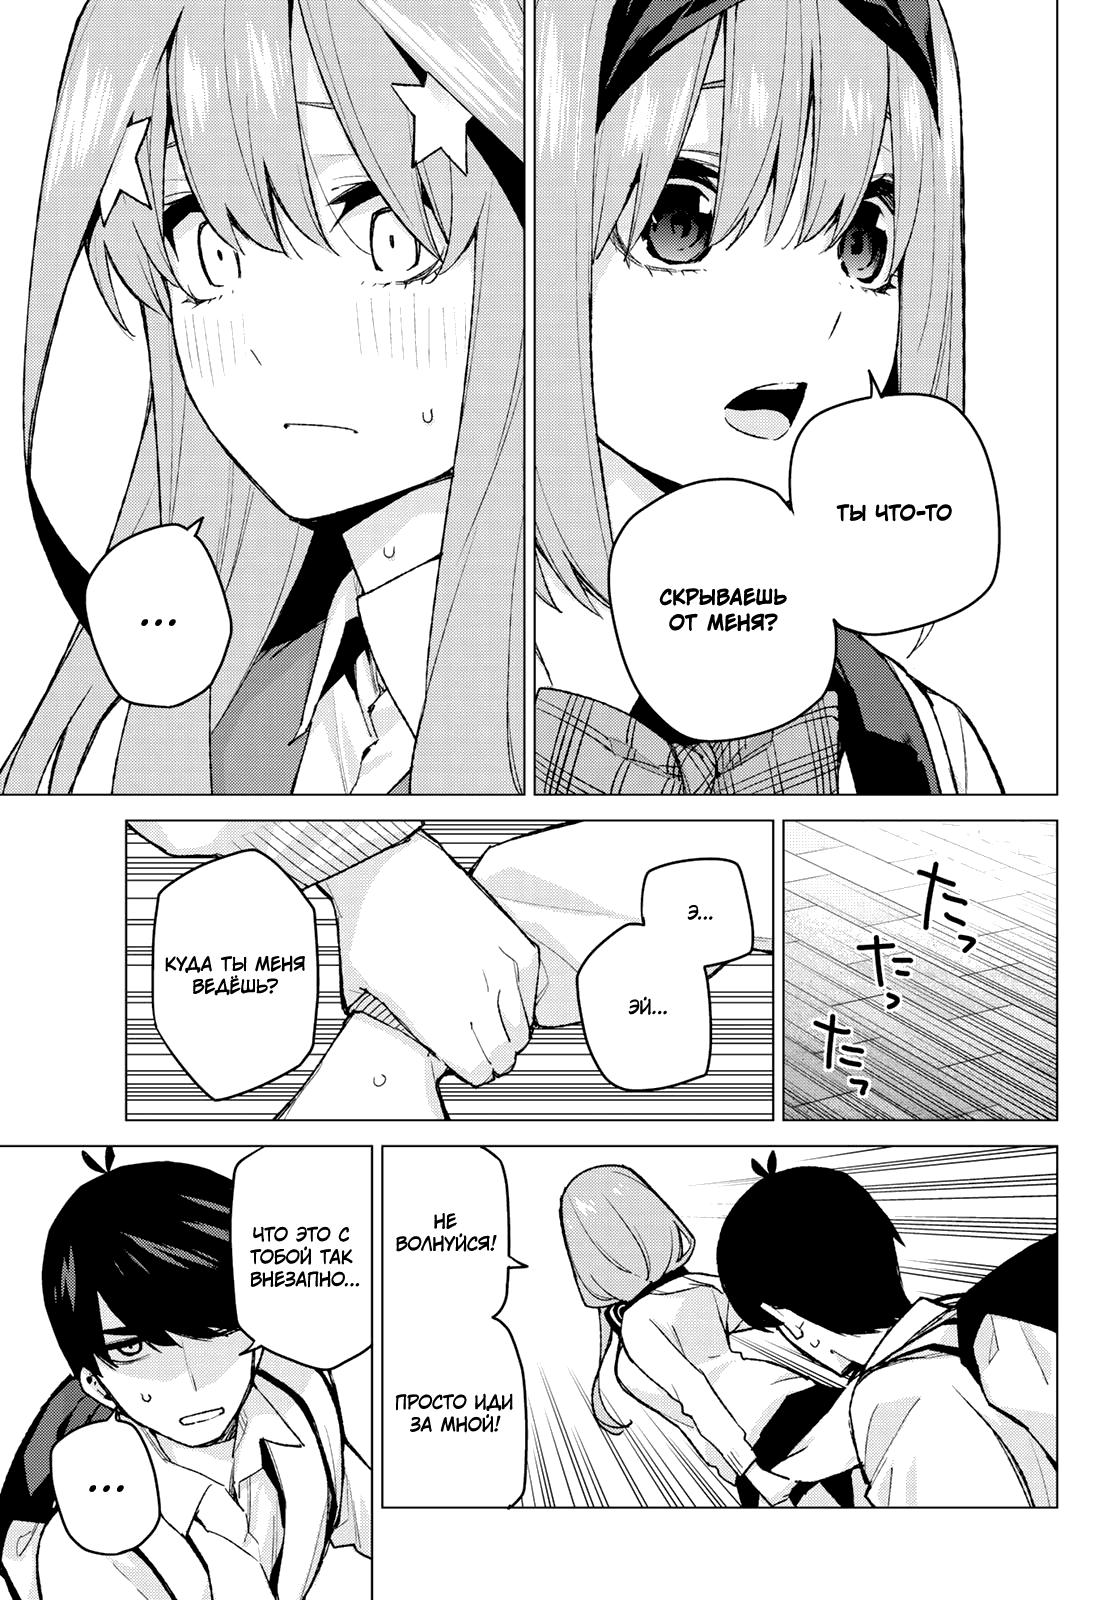 ТЫ ЧТО-ТО
СКРЫВАЕШЬ
ОТ МЕНЯ?
...
たっ
たっ
たっ
Э...
ЭЙ...
КУДА ТЫ МЕНЯ
ВЕДЁШЬ?
НЕ
ВОЛНУЙСЯ!
ПРОСТО ИДИ
ЗА МНОЙ!
ЧТО ЭТО С
ТОБОЙ ТАК
ВНЕЗАПНО...
...